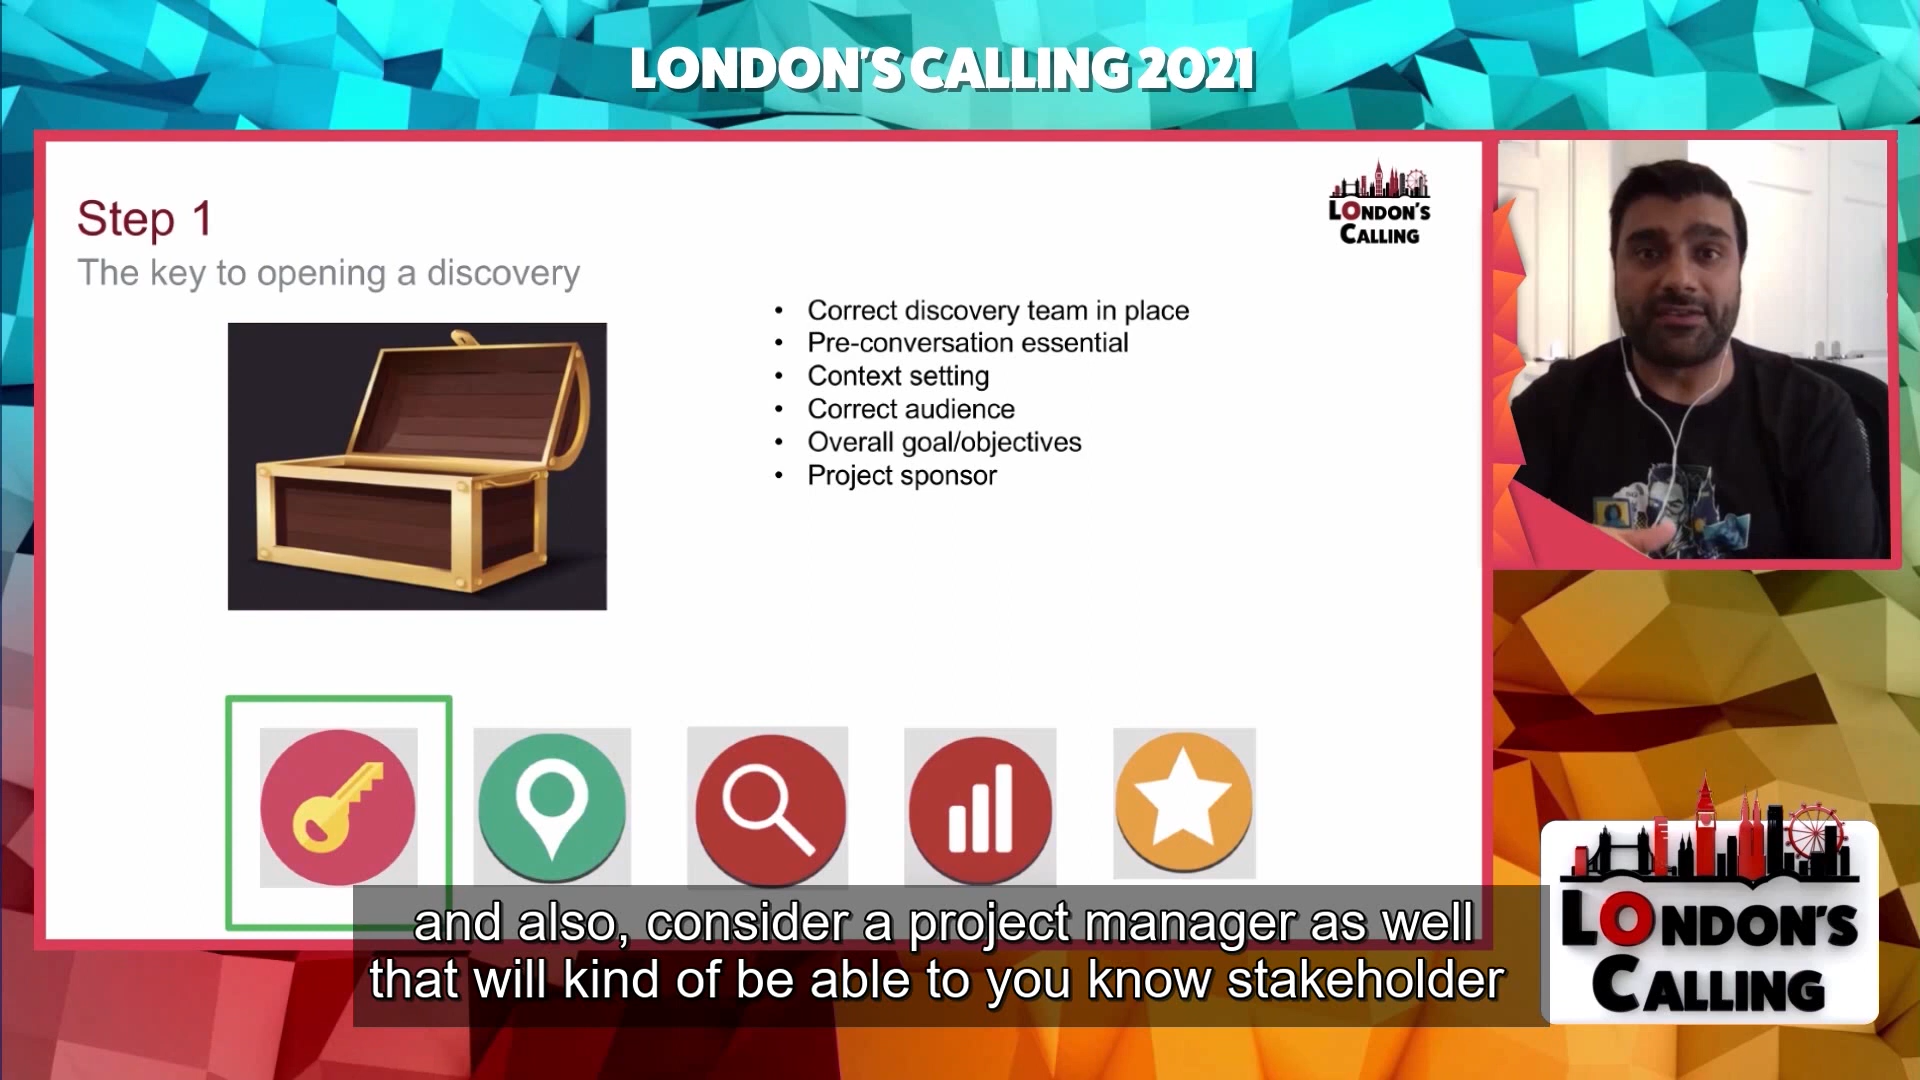 LONDON'S CALLING 2021
Step 1
The key to opening a discovery
LONDON'S
CALLING
• Correct discovery team in place
• Pre-conversation essential
• Context setting
• Correct audience
• Overall goal/objectives
• Project sponsor
and also, consider a project manager as well
that will kind of be able to you know stakeholder
LONDON'S
CALLING